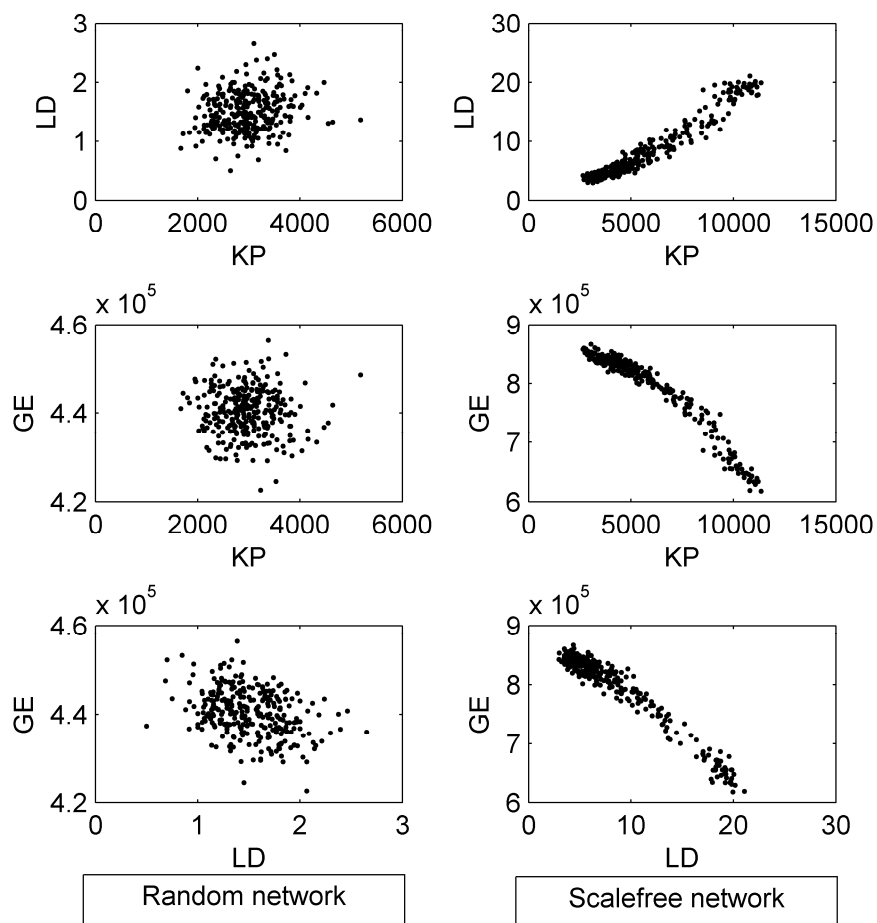 3
2
1
0
LD
0 2000 4000 6000
KP
30
20
10
0
LD
0 5000 10000 15000
KP
x 10^5
4.6
4.4
4.2
GE
0 2000 4000 6000
KP
x 10^5
9
8
7
6
GE
0 5000 10000 15000
KP
x 10^5
4.6
4.4
4.2
GE
0 1 2 3
LD
x 10^5
9
8
7
6
GE
0 10 20 30
LD
Random network
Scalefree network